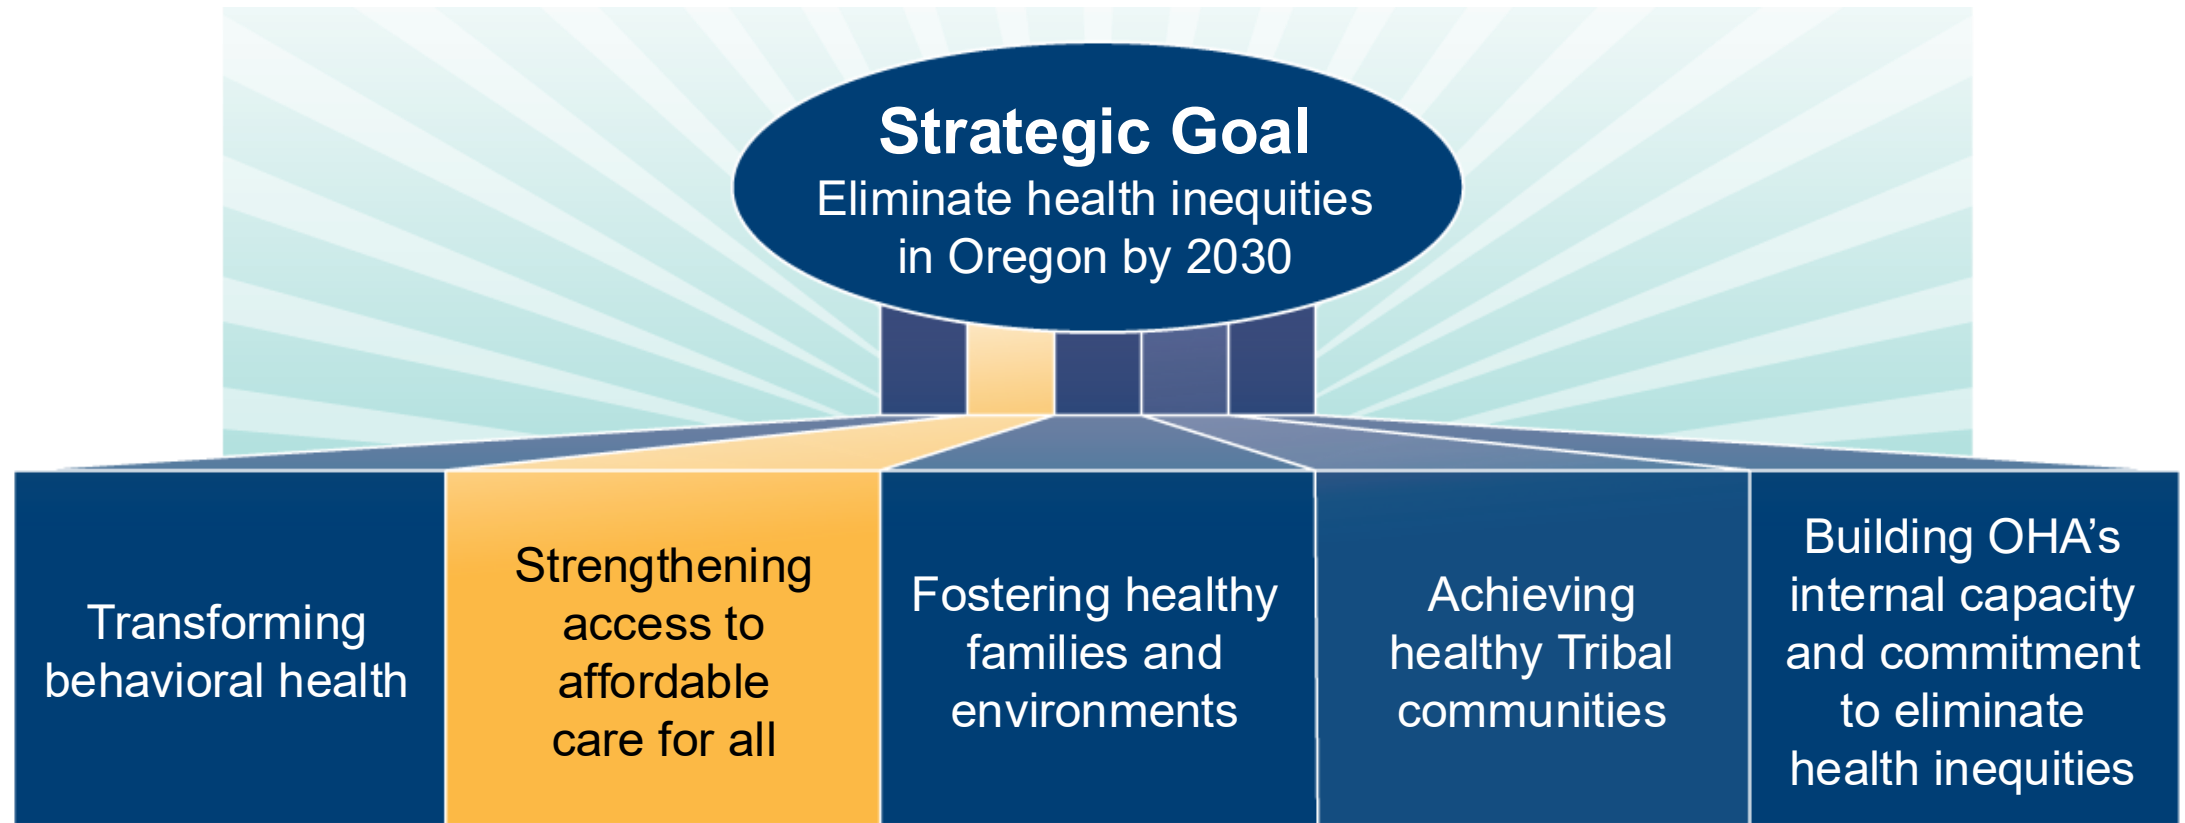 Strategic Goal
Eliminate health inequities
in Oregon by 2030
Transforming
behavioral health
Strengthening
access to
affordable
care for all
Fostering healthy
families and
environments
Achieving
healthy Tribal
communities
Building OHA’s
internal capacity
and commitment
to eliminate
health inequities